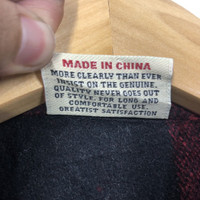 MADE IN CHINA
MORE CLEARLY THAN EVER
INSIST ON THE GENUINE.
QUALITY NEVER GOES OUT
OF STYLE. FOR LONG AND
COMFORTABLE USE.
GREATIST SATISFACTION